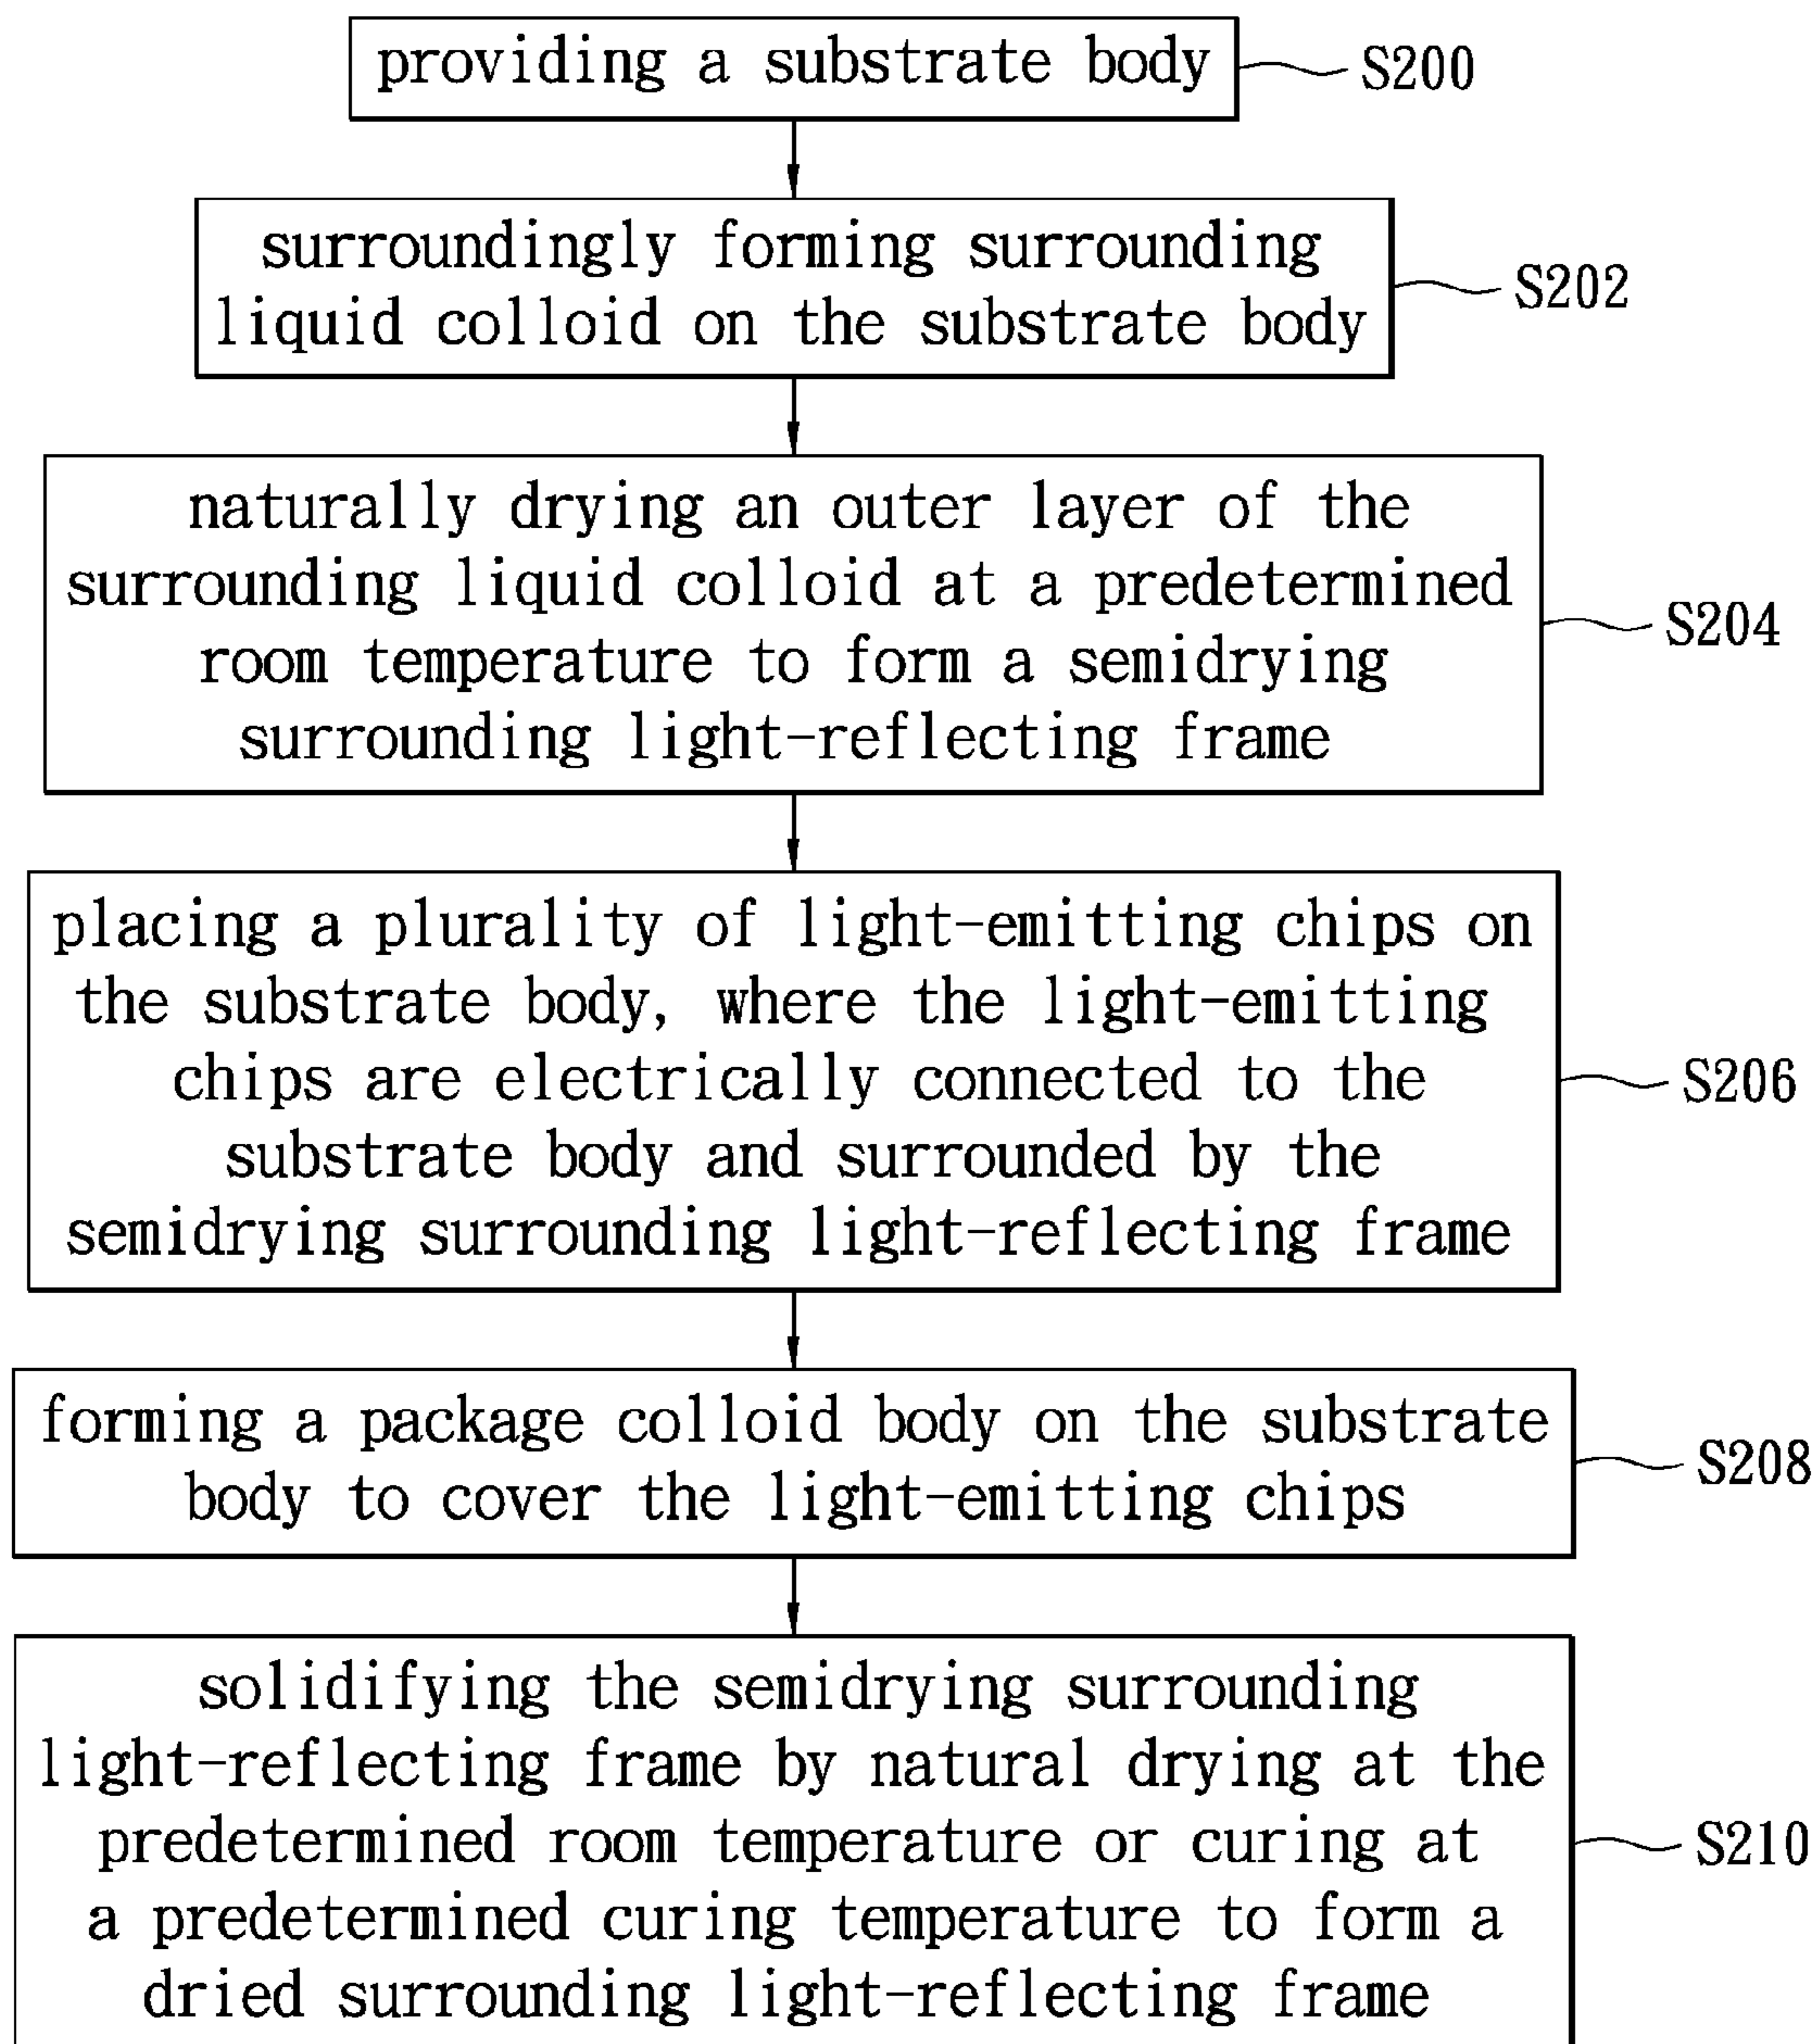 providing a substrate body
S200
surroundingly forming surrounding
liquid colloid on the substrate body
S202
naturally drying an outer layer of the
surrounding liquid colloid at a predetermined
room temperature to form a semidrying
surrounding light-reflecting frame
S204
placing a plurality of light-emitting chips on
the substrate body, where the light-emitting
chips are electrically connected to the
substrate body and surrounded by the
semidrying surrounding light-reflecting frame
S206
forming a package colloid body on the substrate
body to cover the light-emitting chips
S208
solidifying the semidrying surrounding
light-reflecting frame by natural drying at the
predetermined room temperature or curing at
a predetermined curing temperature to form a
dried surrounding light-reflecting frame
S210